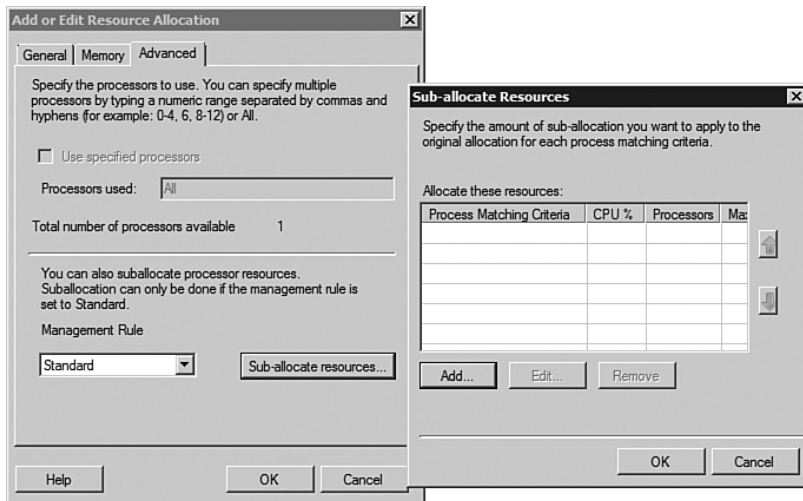 Add or Edit Resource Allocation
General Memory Advanced
Specify the processors to use. You can specify multiple
processors by typing a numeric range separated by commas and
hyphens (for example: 0-4, 6, 8-12) or All.
Use specified processors
Processors used: All
Total number of processors available 1
You can also suballocate processor resources.
Suballocation can only be done if the management rule is
set to Standard.
Management Rule
Standard Sub-allocate resources...
Help OK Cancel
Sub-allocate Resources
Specify the amount of sub-allocation you want to apply to the
original allocation for each process matching criteria.
Allocate these resources:
Process Matching Criteria CPU % Processors Max
Add... Edit... Remove
OK Cancel